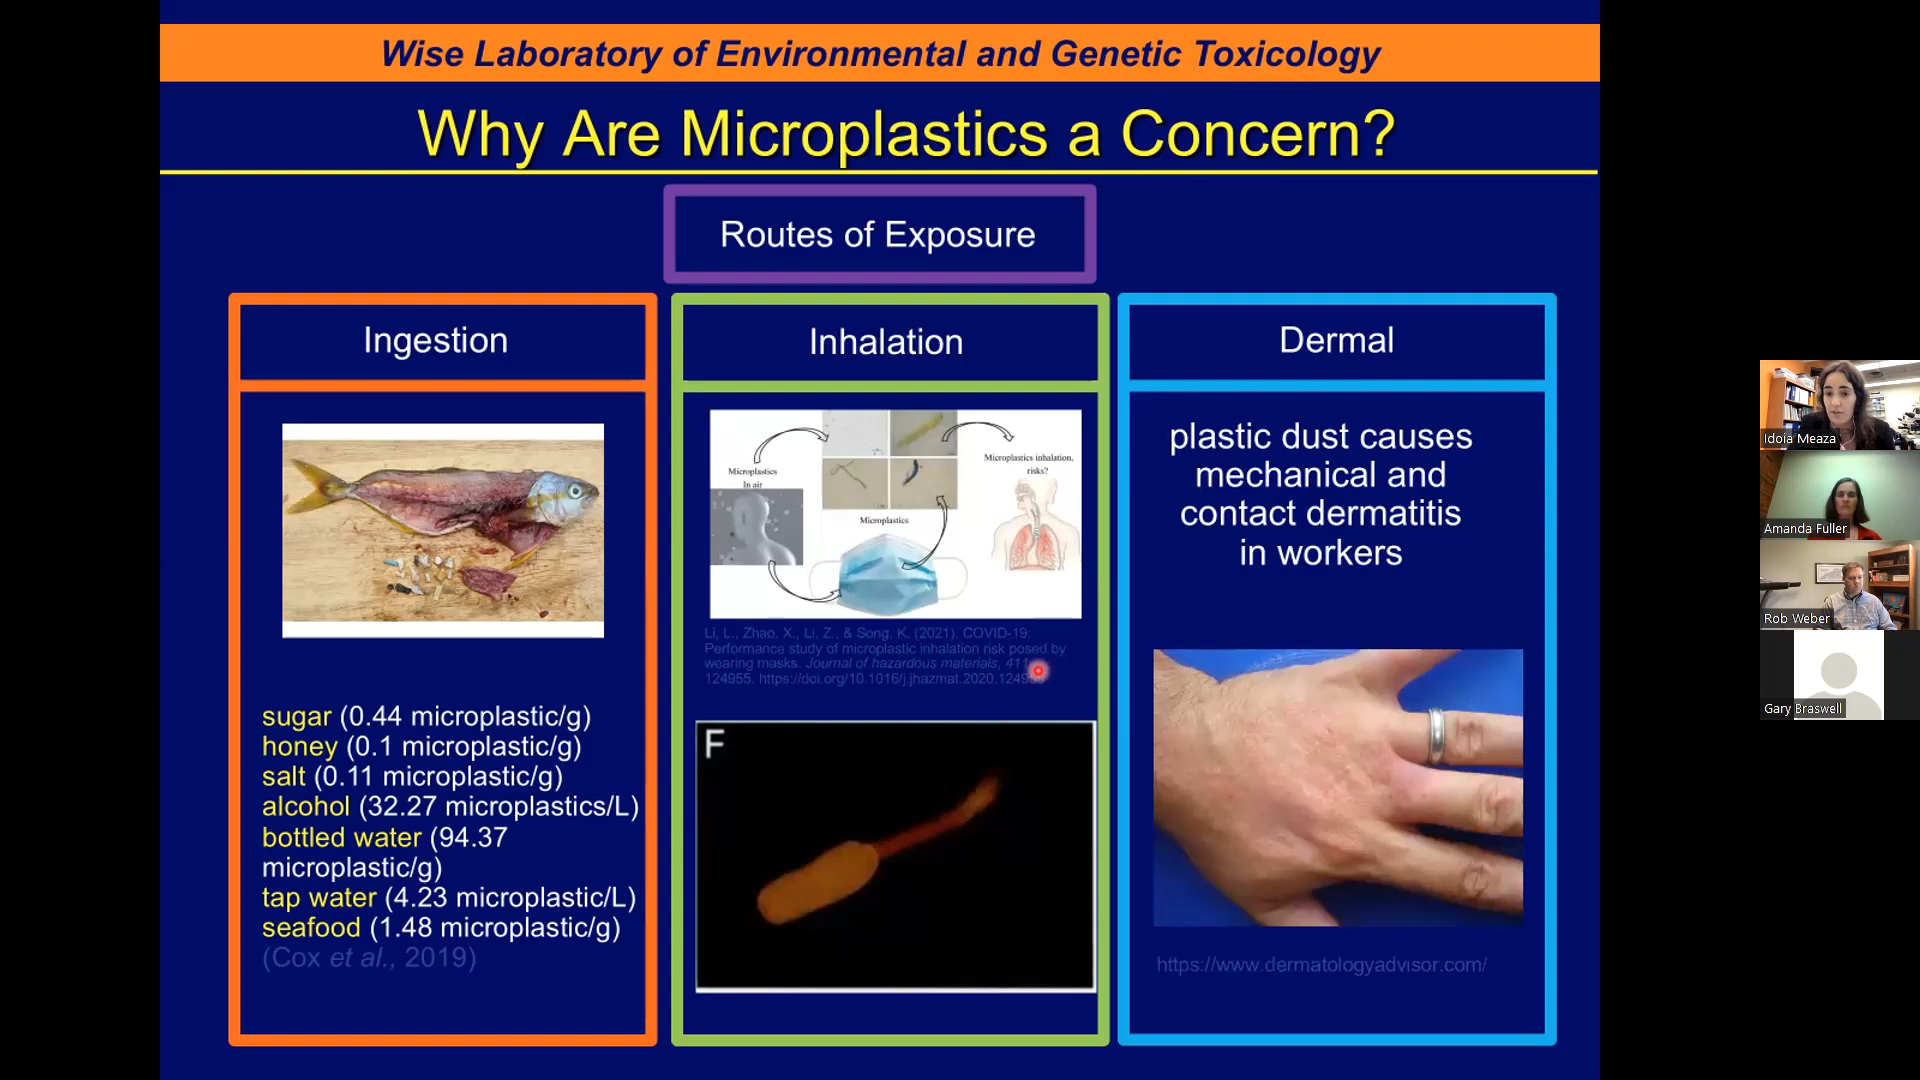 Wise Laboratory of Environmental and Genetic Toxicology
Why Are Microplastics a Concern?
Routes of Exposure
Ingestion
sugar (0.44 microplastic/g)
honey (0.1 microplastic/g)
salt (0.11 microplastic/g)
alcohol (32.27 microplastics/L)
bottled water (94.37
microplastic/g)
tap water (4.23 microplastic/L)
seafood (1.48 microplastic/g)
(Cox et al., 2019)
Inhalation
Microplastics
In air
Microplastics inhalation,
risks?
Microplastics
Li, L., Zhao, X., Li, Z., & Song, K. (2021). COVID-19:
Performance study of microplastic inhalation risk posed by
wearing masks. Journal of hazardous materials, 411,
124955. https://doi.org/10.1016/j.jhazmat.2020.124955
F
Dermal
plastic dust causes
mechanical and
contact dermatitis
in workers
https://www.dermatologyadvisor.com/
Idoia Meaza
Amanda Fuller
Rob Weber
Gary Braswell